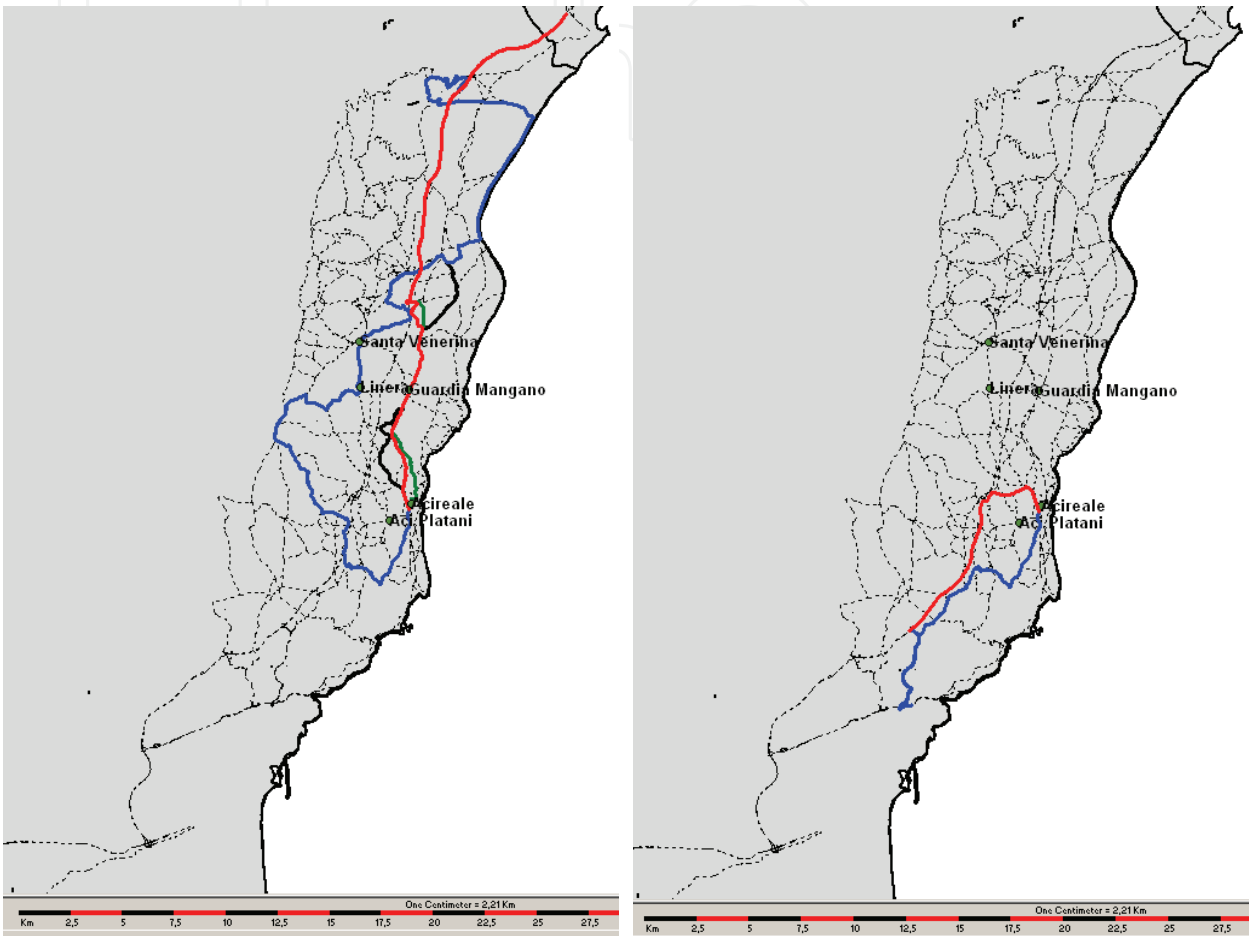 Santa Venerina
Linera
Guardia Mangano
Acireale
Aci Platani
One Centimeter = 2,21 Km
Km 2,5 5 7,5 10 12,5 15 17,5 20 22,5 25 27,5
Santa Venerina
Linera
Guardia Mangano
Acireale
Aci Platani
One Centimeter = 2,21 Km
Km 2,5 5 7,5 10 12,5 15 17,5 20 22,5 25 27,5